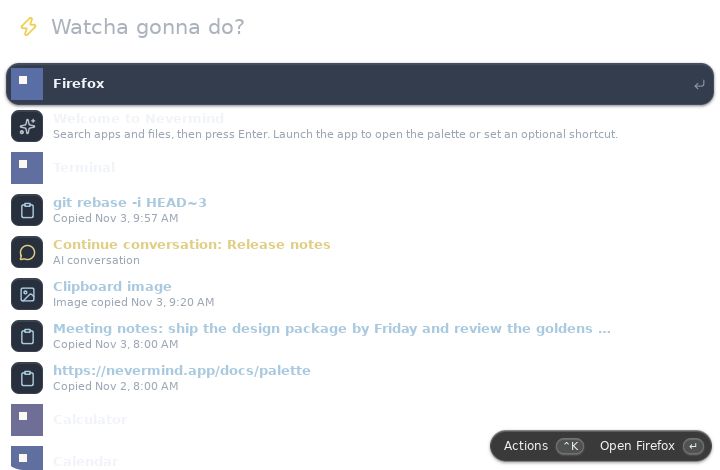 Watcha gonna do?
Firefox
Welcome to Nevermind
Search apps and files, then press Enter. Launch the app to open the palette or set an optional shortcut.
Terminal
git rebase -i HEAD~3
Copied Nov 3, 9:57 AM
Continue conversation: Release notes
AI conversation
Clipboard image
Image copied Nov 3, 9:20 AM
Meeting notes: ship the design package by Friday and review the goldens ...
Copied Nov 3, 8:00 AM
https://nevermind.app/docs/palette
Copied Nov 2, 8:00 AM
Calculator
Actions ^K Open Firefox ↵
Calendar